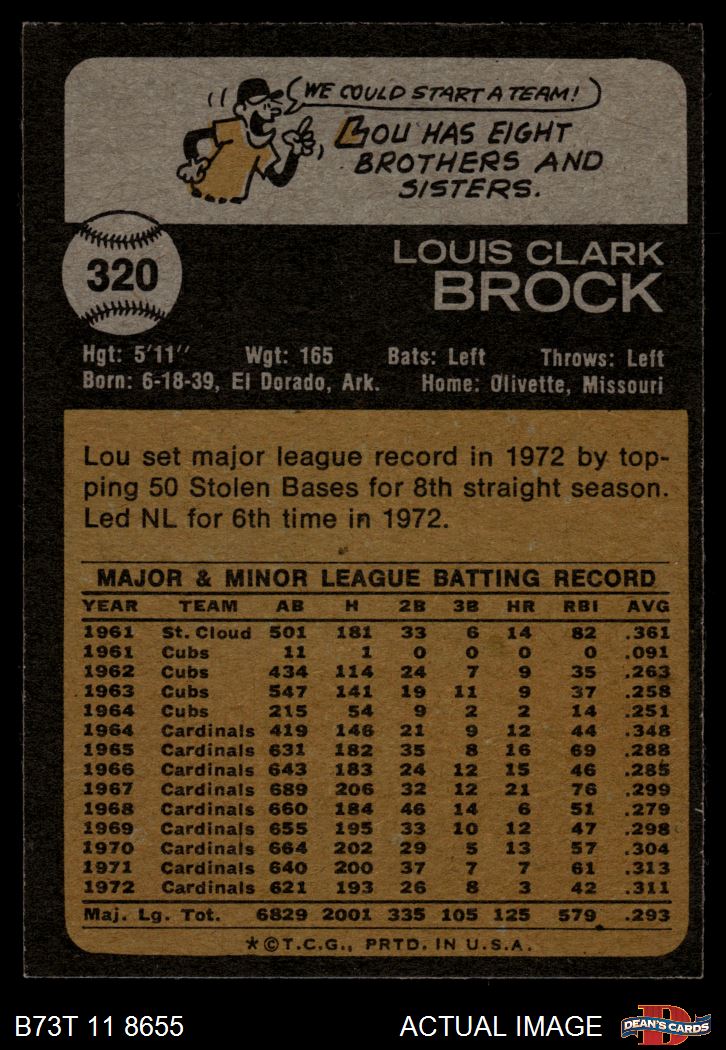 WE COULD START A TEAM!
LOU HAS EIGHT
BROTHERS AND
SISTERS.
320
LOUIS CLARK
BROCK
Hgt: 5'11" Wgt: 165 Bats: Left Throws: Left
Born: 6-18-39, El Dorado, Ark. Home: Olivette, Missouri
Lou set major league record in 1972 by top-
ping 50 Stolen Bases for 8th straight season.
Led NL for 6th time in 1972.
MAJOR & MINOR LEAGUE BATTING RECORD
YEAR TEAM AB H 2B 3B HR RBI AVG
1961 St. Cloud 501 181 33 6 14 82 .361
1961 Cubs 11 1 0 0 0 0 .091
1962 Cubs 434 114 24 7 9 35 .263
1963 Cubs 547 141 19 11 9 37 .258
1964 Cubs 215 54 9 2 2 14 .251
1964 Cardinals 419 146 21 9 12 44 .348
1965 Cardinals 631 182 35 8 16 69 .288
1966 Cardinals 643 183 24 12 15 46 .285
1967 Cardinals 689 206 32 12 21 76 .299
1968 Cardinals 660 184 46 14 6 51 .279
1969 Cardinals 655 195 33 10 12 47 .298
1970 Cardinals 664 202 29 5 13 57 .304
1971 Cardinals 640 200 37 7 7 61 .313
1972 Cardinals 621 193 26 8 3 42 .311
Maj. Lg. Tot. 6829 2001 335 105 125 579 .293
*©T.C.G., PRTD. IN U.S.A.
B73T 11 8655 ACTUAL IMAGE D DEAN'S CARDS